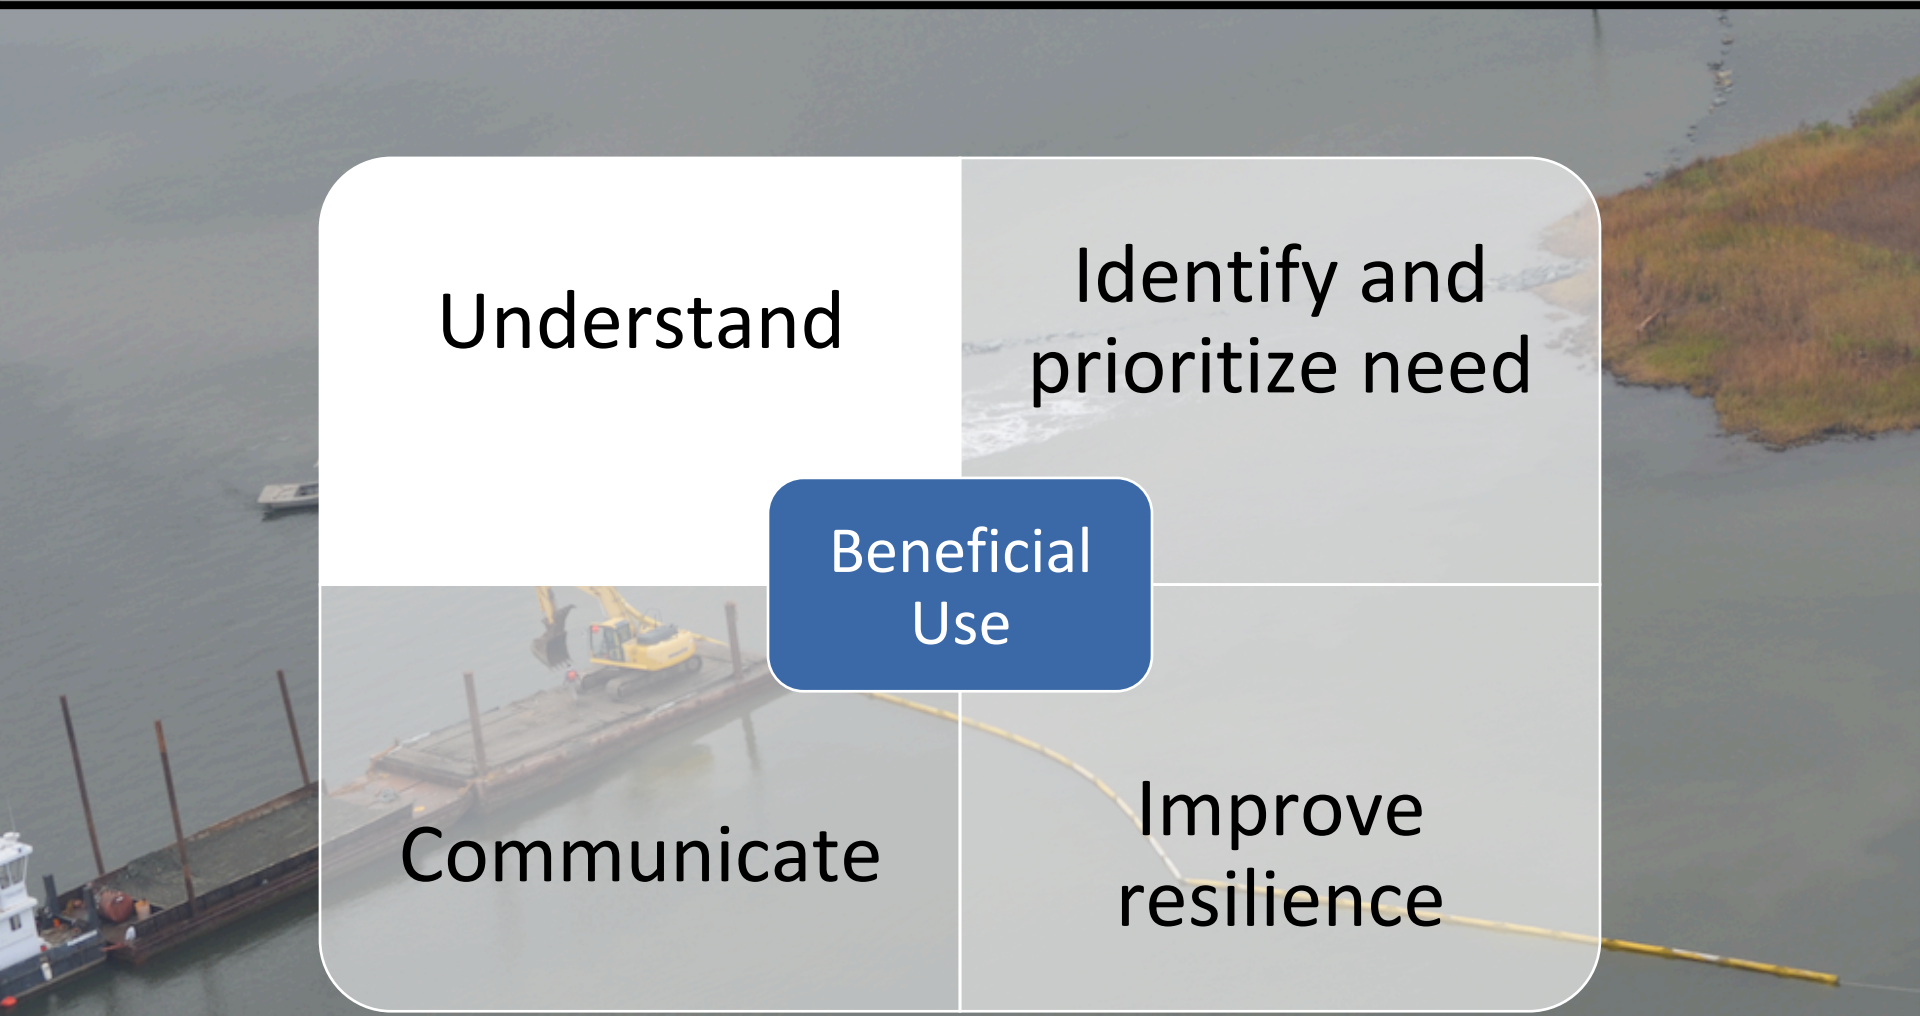 Understand
Identify and
prioritize need
Beneficial
Use
Communicate
Improve
resilience